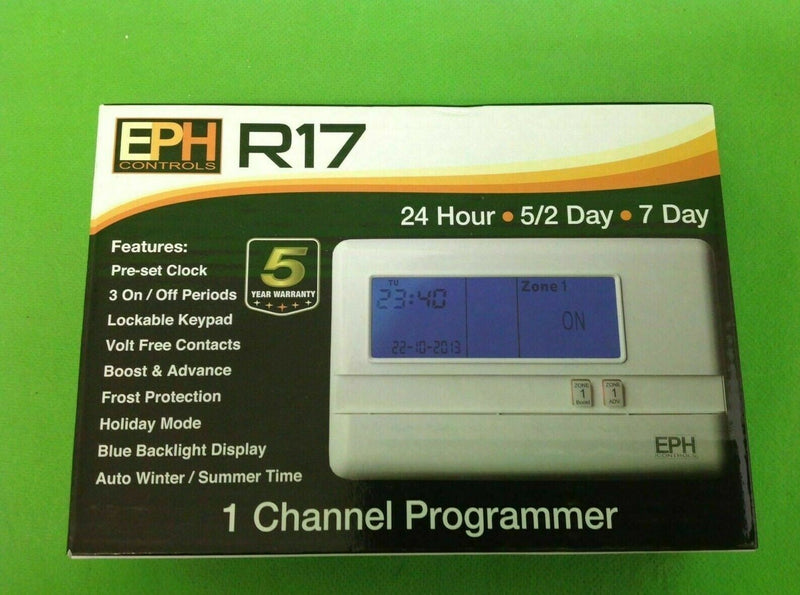 EPH
CONTROLS
R17
24 Hour • 5/2 Day • 7 Day
Features:
Pre-set Clock
3 On / Off Periods
Lockable Keypad
Volt Free Contacts
Boost & Advance
Frost Protection
Holiday Mode
Blue Backlight Display
Auto Winter / Summer Time
5
YEAR WARRANTY
TU
23:40
22-10-2013
Zone 1
ON
ZONE
1
Boost
ZONE
1
ADV
EPH
CONTROLS
1 Channel Programmer